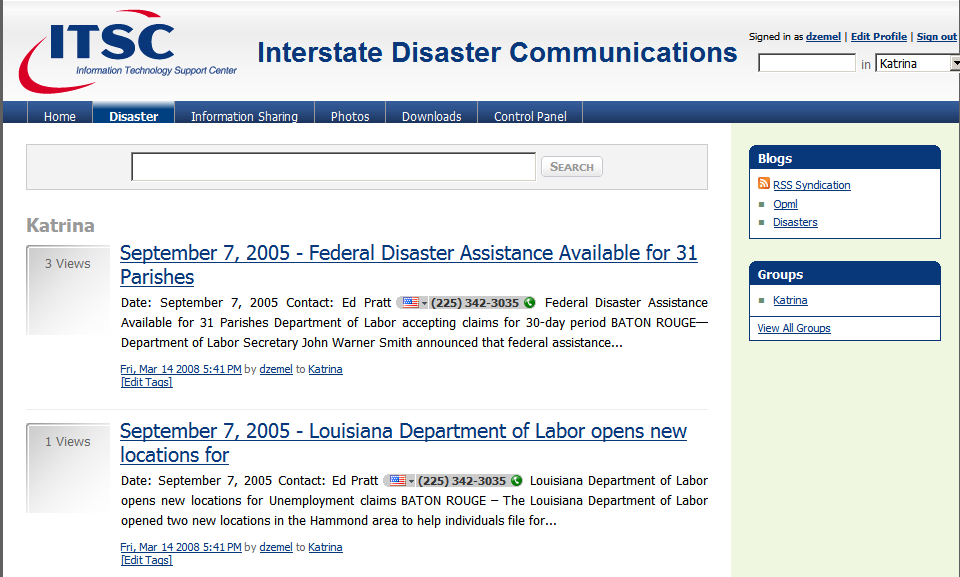 ITSC
Information Technology Support Center
Interstate Disaster Communications
Signed in as dzemel | Edit Profile | Sign out
in Katrina
Home Disaster Information Sharing Photos Downloads Control Panel
SEARCH
Katrina
3 Views
September 7, 2005 - Federal Disaster Assistance Available for 31
Parishes
Date: September 7, 2005 Contact: Ed Pratt (225) 342-3035 Federal Disaster Assistance
Available for 31 Parishes Department of Labor accepting claims for 30-day period BATON ROUGE—
Department of Labor Secretary John Warner Smith announced that federal assistance...
Fri, Mar 14 2008 5:41 PM by dzemel to Katrina
[Edit Tags]
1 Views
September 7, 2005 - Louisiana Department of Labor opens new
locations for
Date: September 7, 2005 Contact: Ed Pratt (225) 342-3035 Louisiana Department of Labor
opens new locations for Unemployment claims BATON ROUGE – The Louisiana Department of Labor
opened two new locations in the Hammond area to help individuals file for...
Fri, Mar 14 2008 5:41 PM by dzemel to Katrina
[Edit Tags]
Blogs
RSS Syndication
Opml
Disasters
Groups
Katrina
View All Groups